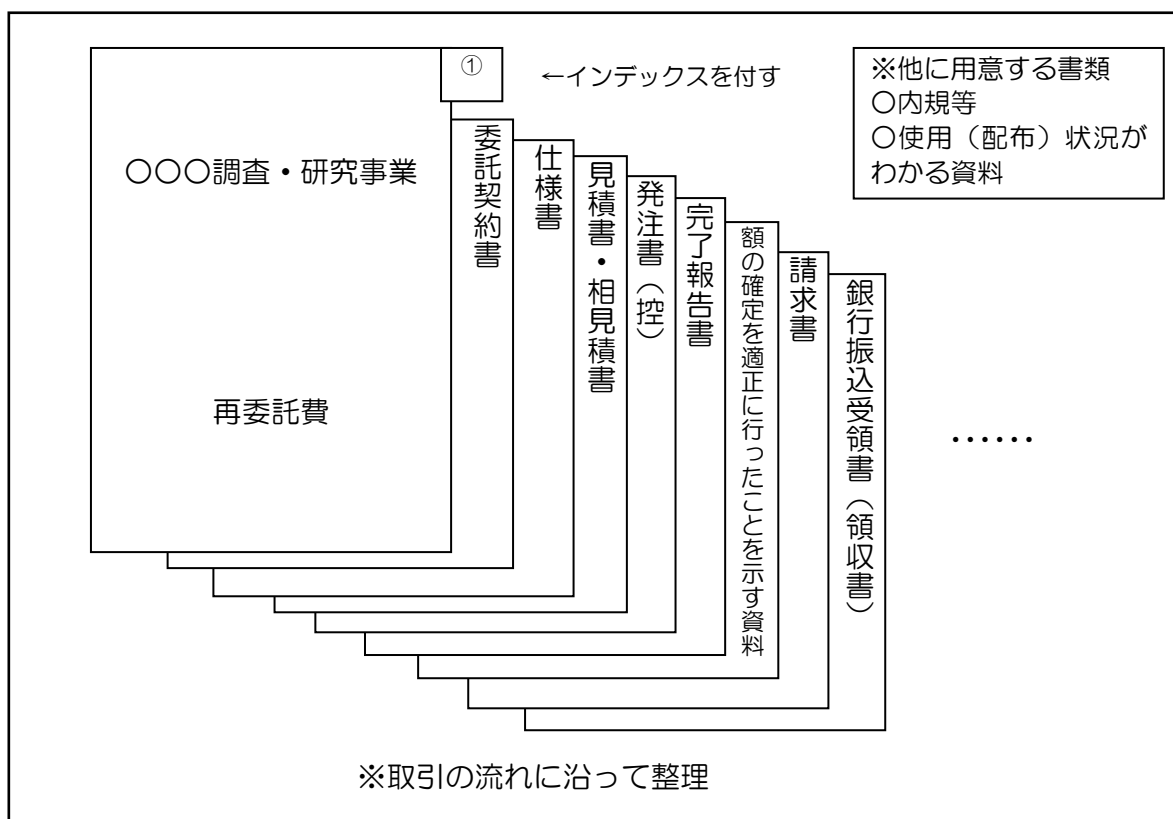 ①
←インデックスを付す
※他に用意する書類
〇内規等
〇使用（配布）状況が
わかる資料
〇〇〇調査・研究事業
再委託費
委託契約書
仕様書
見積書・相見積書
発注書（控）
完了報告書
額の確定を適正に行ったことを示す資料
請求書
銀行振込受領書（領収書）
……
※取引の流れに沿って整理